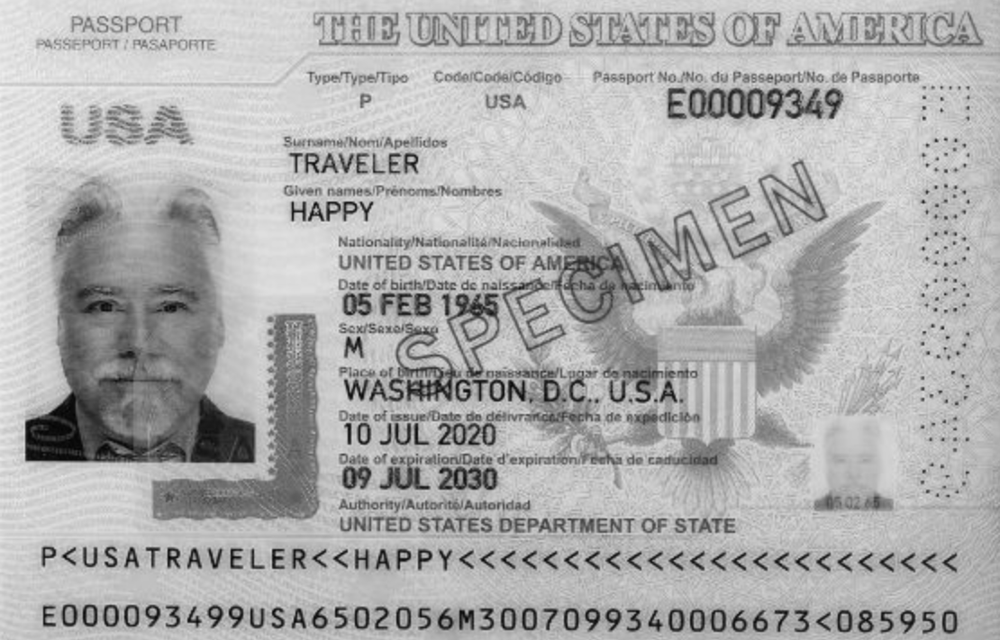 PASSPORT
PASSEPORT / PASAPORTE
THE UNITED STATES OF AMERICA
Type/Type/Tipo Code/Code/Código Passport No./No. du Passeport/No. de Pasaporte
P USA E00009349
USA
Surname/Nom/Apellidos
TRAVELER
Given names/Prénoms/Nombres
HAPPY
Nationality/Nationalité/Nacionalidad
UNITED STATES OF AMERICA
Date of birth/Date de naissance/Fecha de nacimiento
05 FEB 1965
Sex/Sexe/Sexo
M
Place of birth/Lieu de naissance/Lugar de nacimiento
WASHINGTON, D.C., U.S.A.
Date of issue/Date de délivrance/Fecha de expedición
10 JUL 2020
Date of expiration/Date d'expiration/Fecha de caducidad
09 JUL 2030
Authority/Autorité/Autoridad
UNITED STATES DEPARTMENT OF STATE
SPECIMEN
05 02 65
P<USATRAVELER<<HAPPY<<<<<<<<<<<<<<<<<<<<<<<<
E000093499USA6502056M3007099340006673<085950